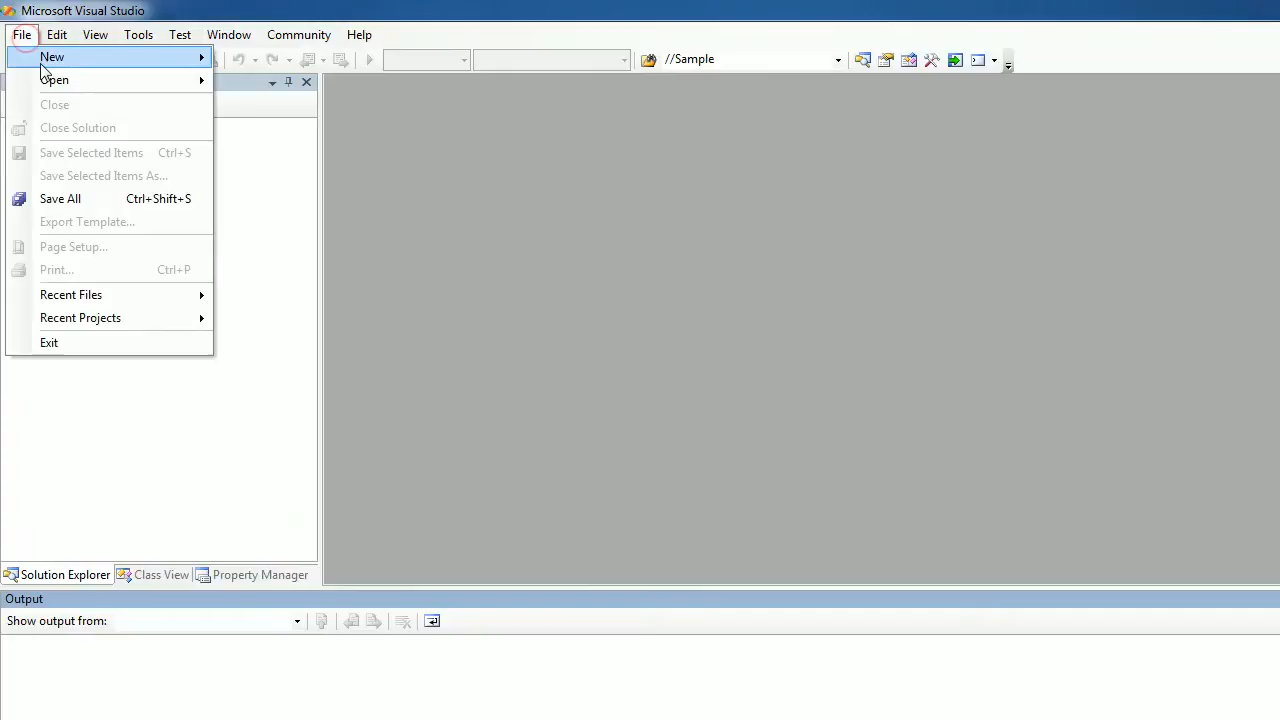 Microsoft Visual Studio
File Edit View Tools Test Window Community Help
//Sample
New
Open
Close
Close Solution
Save Selected Items Ctrl+S
Save Selected Items As...
Save All Ctrl+Shift+S
Export Template...
Page Setup...
Print... Ctrl+P
Recent Files
Recent Projects
Exit
Solution Explorer Class View Property Manager
Output
Show output from: